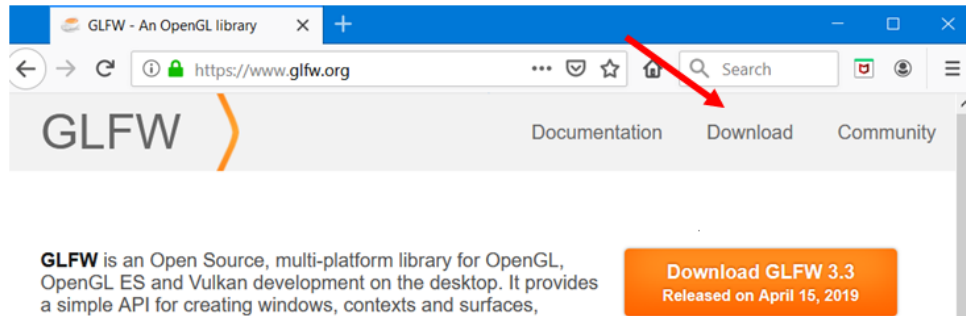 GLFW - An OpenGL library
https://www.glfw.org
Search
GLFW
Documentation Download Community
GLFW is an Open Source, multi-platform library for OpenGL,
OpenGL ES and Vulkan development on the desktop. It provides
a simple API for creating windows, contexts and surfaces,
Download GLFW 3.3
Released on April 15, 2019